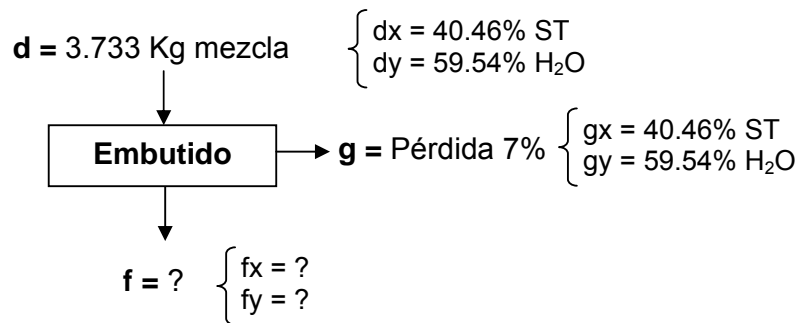 d = 3.733 Kg mezcla
dx = 40.46% ST
dy = 59.54% H₂O
Embutido
g = Pérdida 7%
gx = 40.46% ST
gy = 59.54% H₂O
f = ?
fx = ?
fy = ?